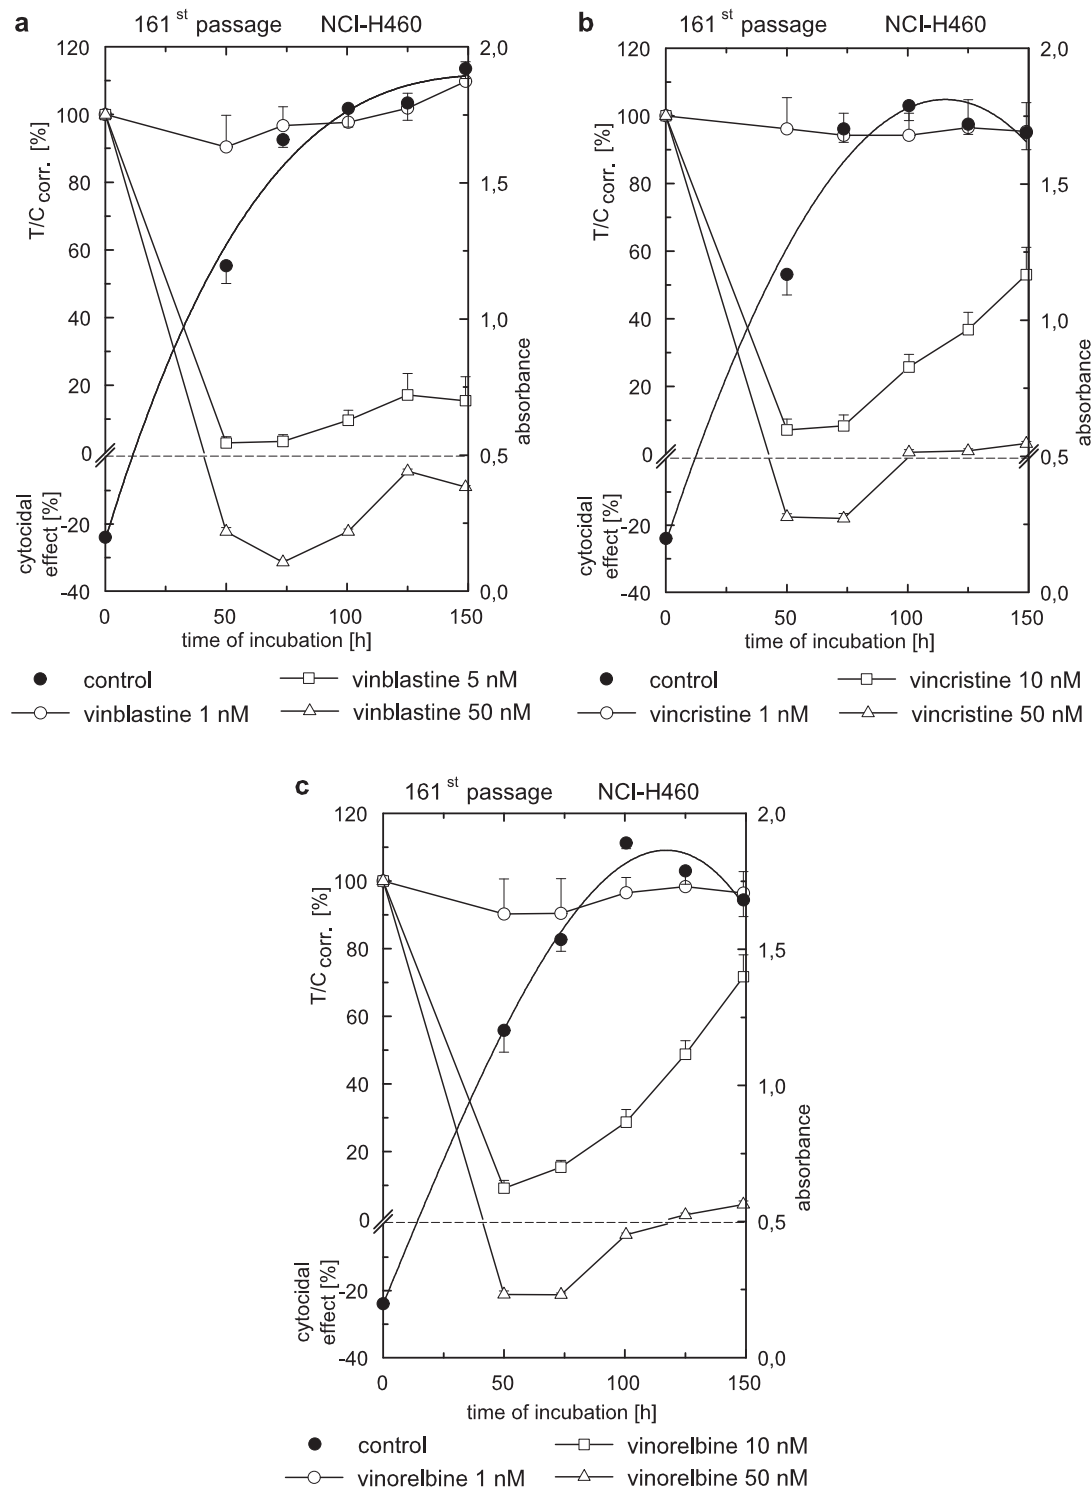 a 161 st passage NCI-H460
120
100
80
60
40
20
0
-20
-40
T/C corr. [%]
cytocidal
effect [%]
2,0
1,5
1,0
0,5
0,0
absorbance
0 50 100 150
time of incubation [h]
control
vinblastine 5 nM
vinblastine 1 nM
vinblastine 50 nM
b 161 st passage NCI-H460
120
100
80
60
40
20
0
-20
-40
T/C corr. [%]
cytocidal
effect [%]
2,0
1,5
1,0
0,5
0,0
absorbance
0 50 100 150
time of incubation [h]
control
vincristine 10 nM
vincristine 1 nM
vincristine 50 nM
c 161 st passage NCI-H460
120
100
80
60
40
20
0
-20
-40
T/C corr. [%]
cytocidal
effect [%]
2,0
1,5
1,0
0,5
0,0
absorbance
0 50 100 150
time of incubation [h]
control
vinorelbine 10 nM
vinorelbine 1 nM
vinorelbine 50 nM